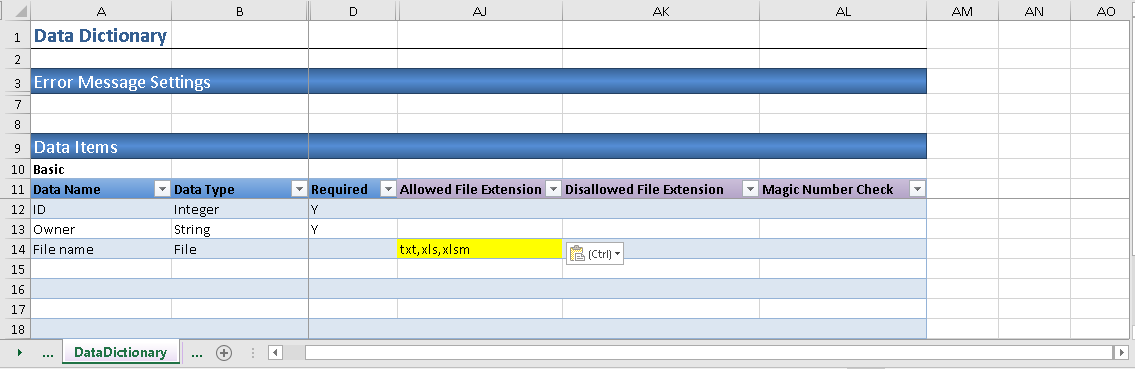 A B D AJ AK AL AM AN AO
1 Data Dictionary
2
3 Error Message Settings
7
8
9 Data Items
10 Basic
11 Data Name Data Type Required Allowed File Extension Disallowed File Extension Magic Number Check
12 ID Integer Y
13 Owner String Y
14 File name File txt,xls,xlsm (Ctrl)
15
16
17
18
... DataDictionary ...